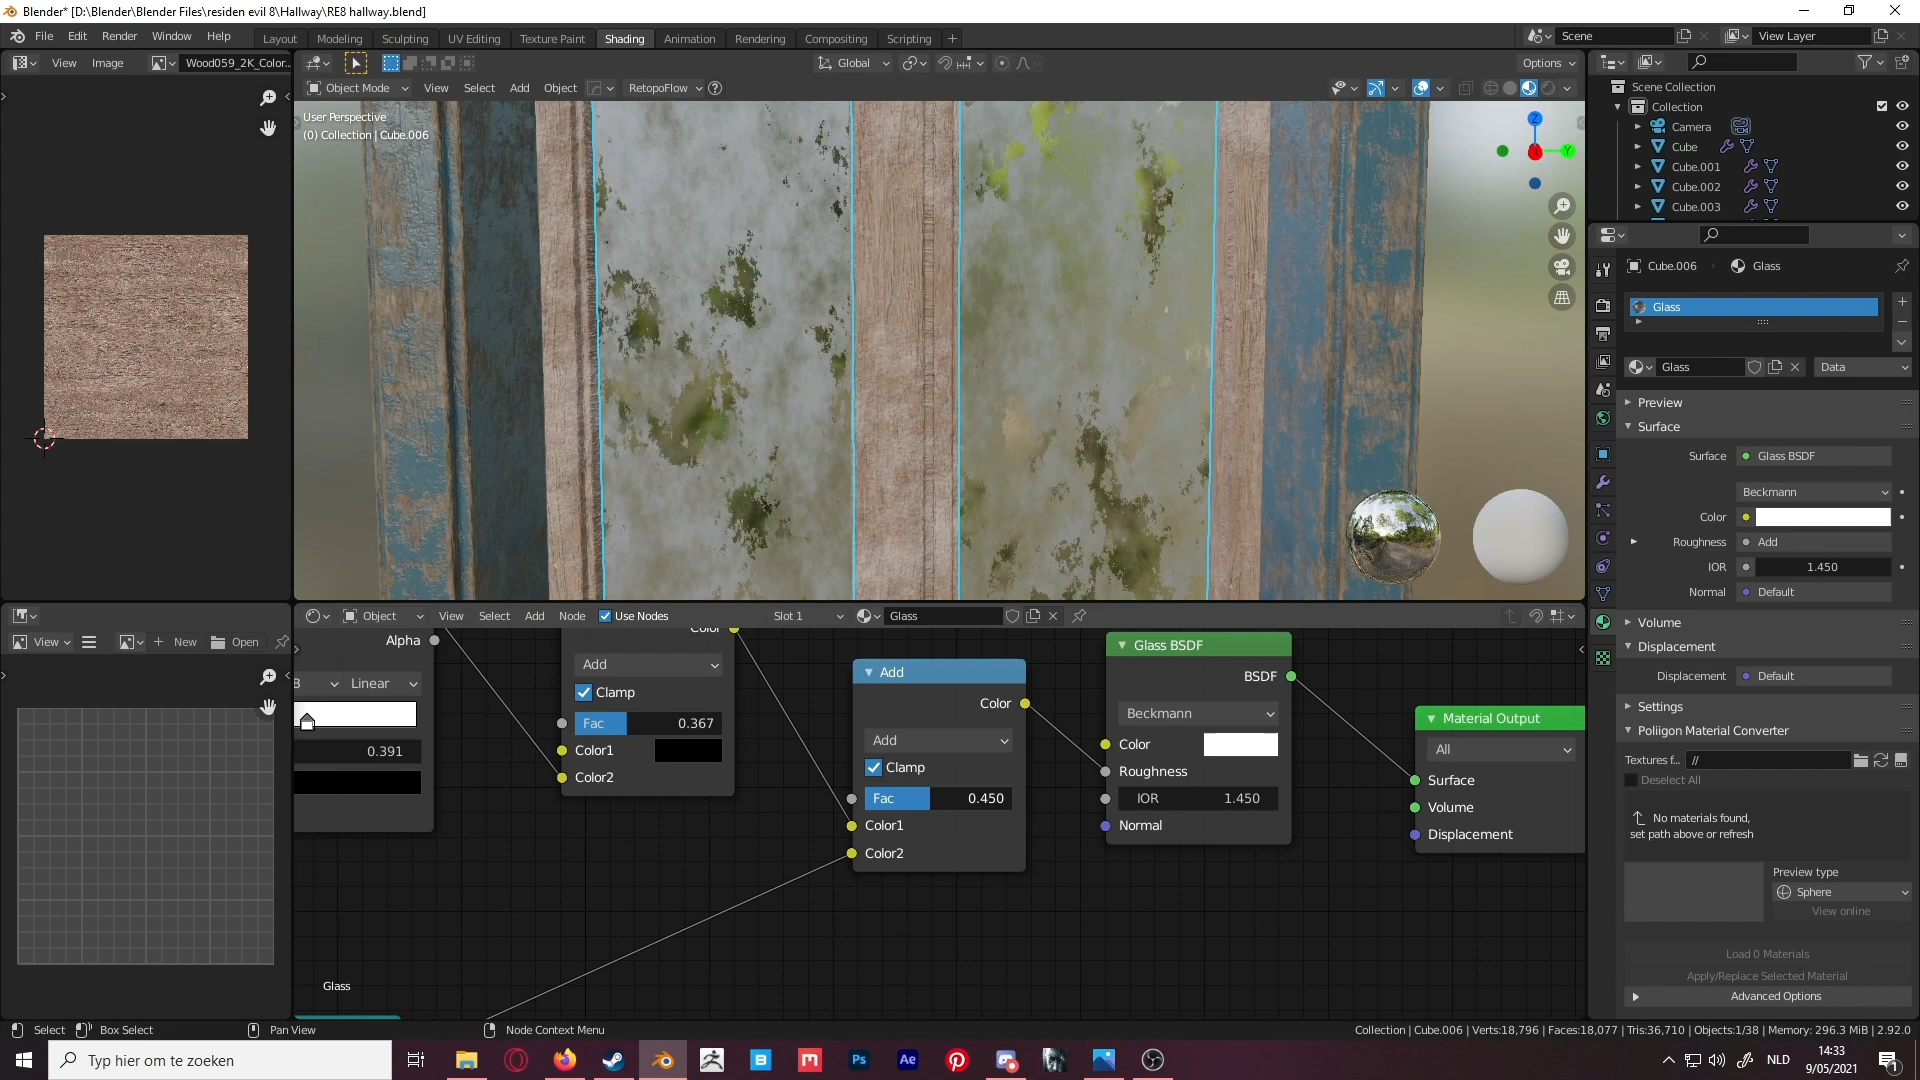 Blender* [D:\Blender\Blender Files\residen evil 8\Hallway\RE8 hallway.blend]
File Edit Render Window Help
Layout Modeling Sculpting UV Editing Texture Paint Shading Animation Rendering Compositing Scripting
Scene
View Layer
View Image
Wood059_2K_Color...
Global
Options
Object Mode View Select Add Object RetopoFlow
User Perspective
(0) Collection | Cube.006
Z
Y
Scene Collection
Collection
Camera
Cube
Cube.001
Cube.002
Cube.003
Cube.006 Glass
Glass
Glass
Data
Preview
Surface
Surface Glass BSDF
Beckmann
Color
Roughness Add
IOR 1.450
Normal Default
Volume
Displacement
Displacement Default
Settings
Poliigon Material Converter
Textures f... //
Deselect All
No materials found,
set path above or refresh
Preview type
Sphere
View online
Load 0 Materials
Apply/Replace Selected Material
Advanced Options
View New Open
Object View Select Add Node Use Nodes Slot 1 Glass
Alpha
B Linear
0.391
Color
Add
Clamp
Fac 0.367
Color1
Color2
Add
Color
Add
Clamp
Fac 0.450
Color1
Color2
Glass BSDF
BSDF
Beckmann
Color
Roughness
IOR 1.450
Normal
Material Output
All
Surface
Volume
Displacement
Glass
Select Box Select Pan View Node Context Menu
Collection | Cube.006 | Verts:18,796 | Faces:18,077 | Tris:36,710 | Objects:1/38 | Memory: 296.3 MiB | 2.92.0
Typ hier om te zoeken
Ps
Ae
NLD
14:33
9/05/2021
1